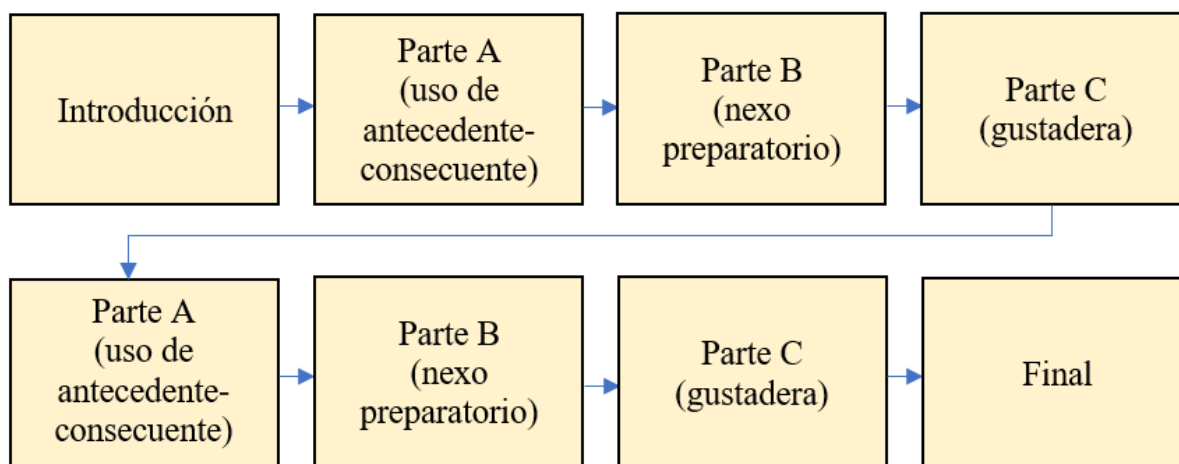 Introducción
Parte A
(uso de
antecedente-
consecuente)
Parte B
(nexo
preparatorio)
Parte C
(gustadera)
Parte A
(uso de
antecedente-
consecuente)
Parte B
(nexo
preparatorio)
Parte C
(gustadera)
Final